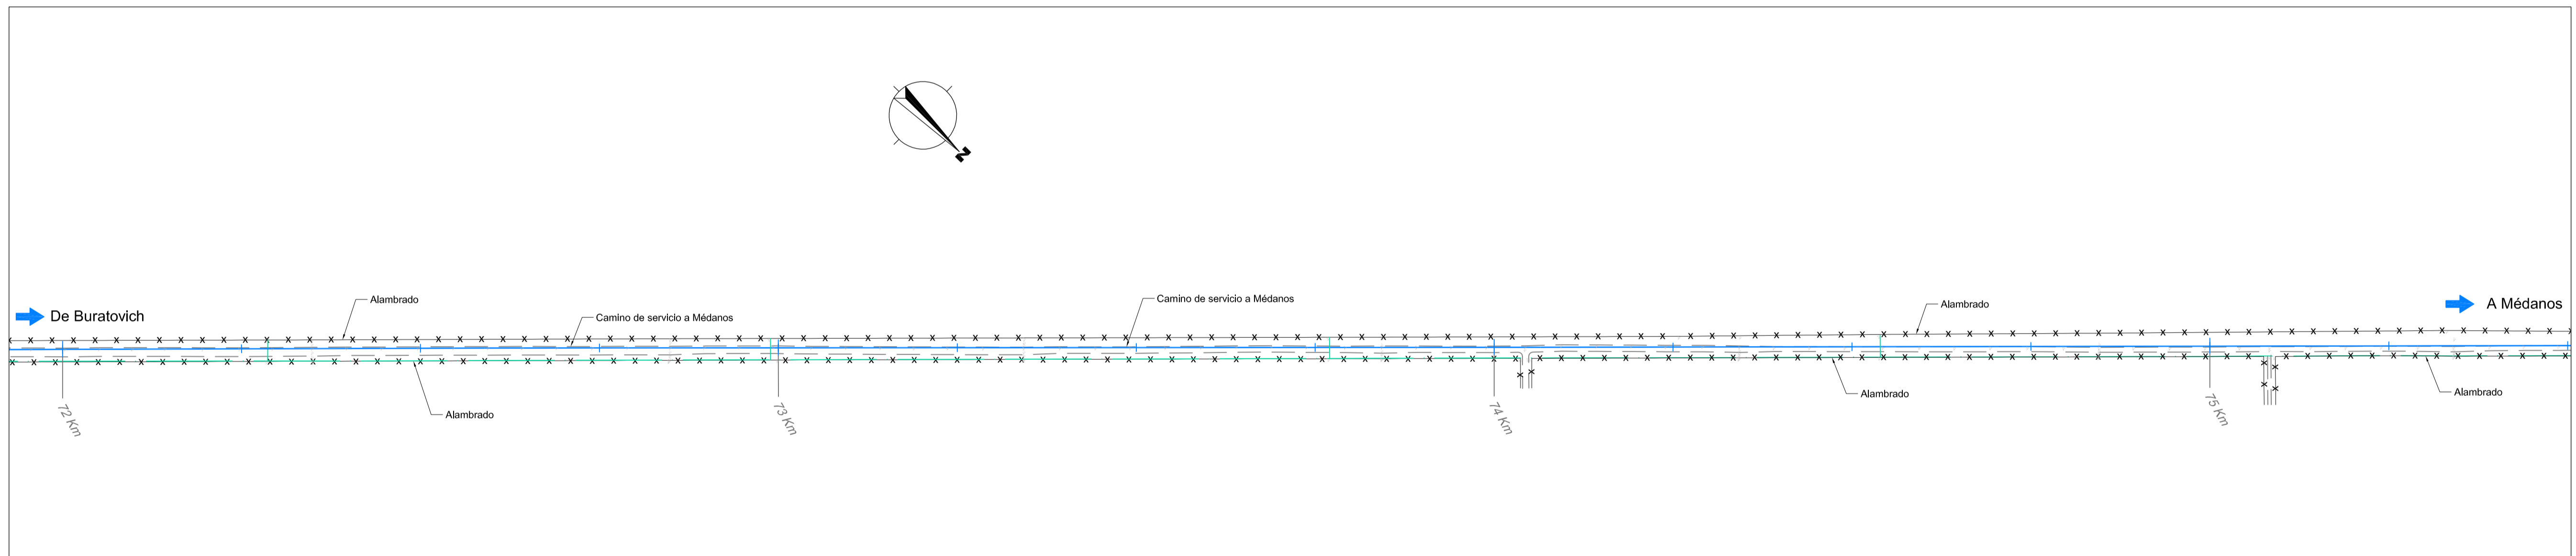 N
De Buratovich
Alambrado
Camino de servicio a Médanos
Camino de servicio a Médanos
Alambrado
A Médanos
Alambrado
Alambrado
Alambrado
72 Km
73 Km
74 Km
75 Km